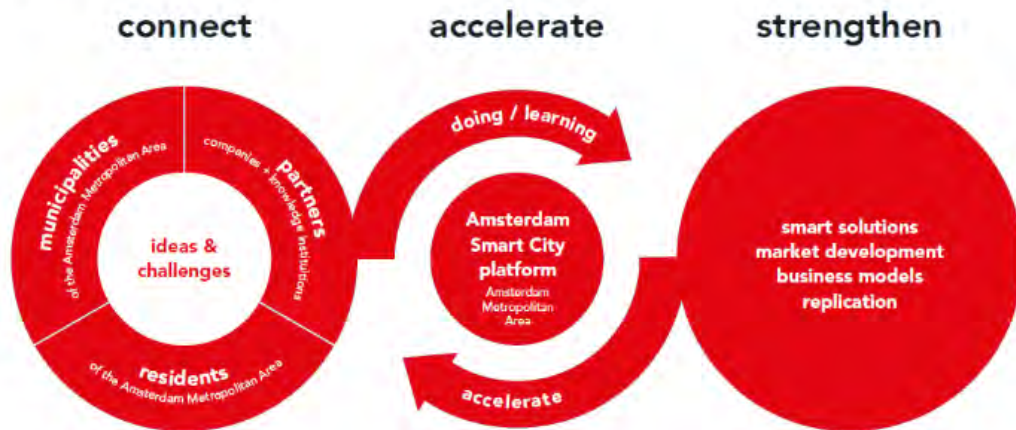 connect
accelerate
strengthen
municipalities
of the Amsterdam Metropolitan Area
partners
companies + knowledge institutions
residents
of the Amsterdam Metropolitan Area
ideas &
challenges
doing / learning
Amsterdam
Smart City
platform
Amsterdam
Metropolitan
Area
accelerate
smart solutions
market development
business models
replication